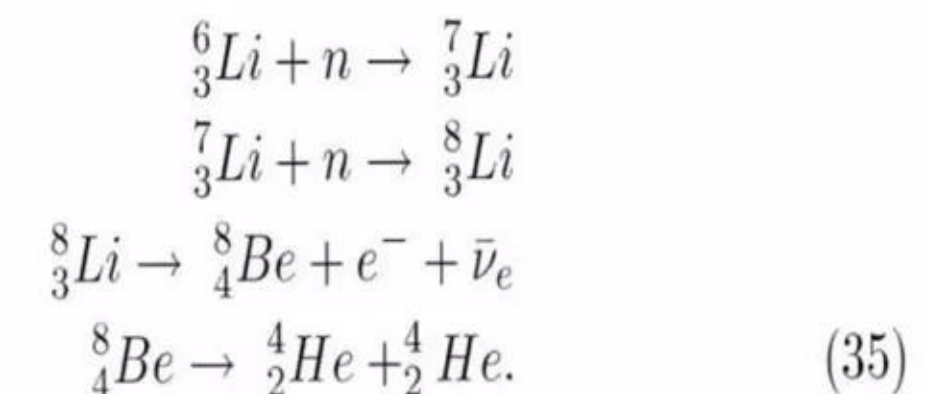 ⁶₃Li + n → ⁷₃Li
⁷₃Li + n → ⁸₃Li
⁸₃Li → ⁸₄Be + e⁻ + ν̄ₑ
⁸₄Be → ⁴₂He +⁴₂ He. (35)